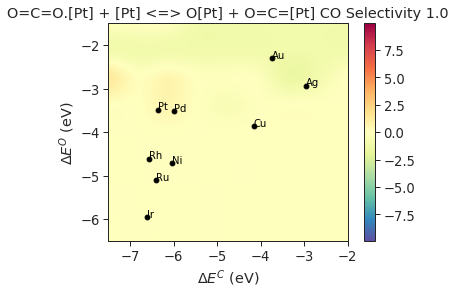 O=C=O.[Pt] + [Pt] <=> O[Pt] + O=C=[Pt] CO Selectivity 1.0
−2
−3
−4
−5
−6
ΔE^O (eV)
Au
Ag
Pt
Pd
Cu
Rh
Ni
Ru
Ir
−7
−6
−5
−4
−3
−2
ΔE^C (eV)
7.5
5.0
2.5
0.0
−2.5
−5.0
−7.5